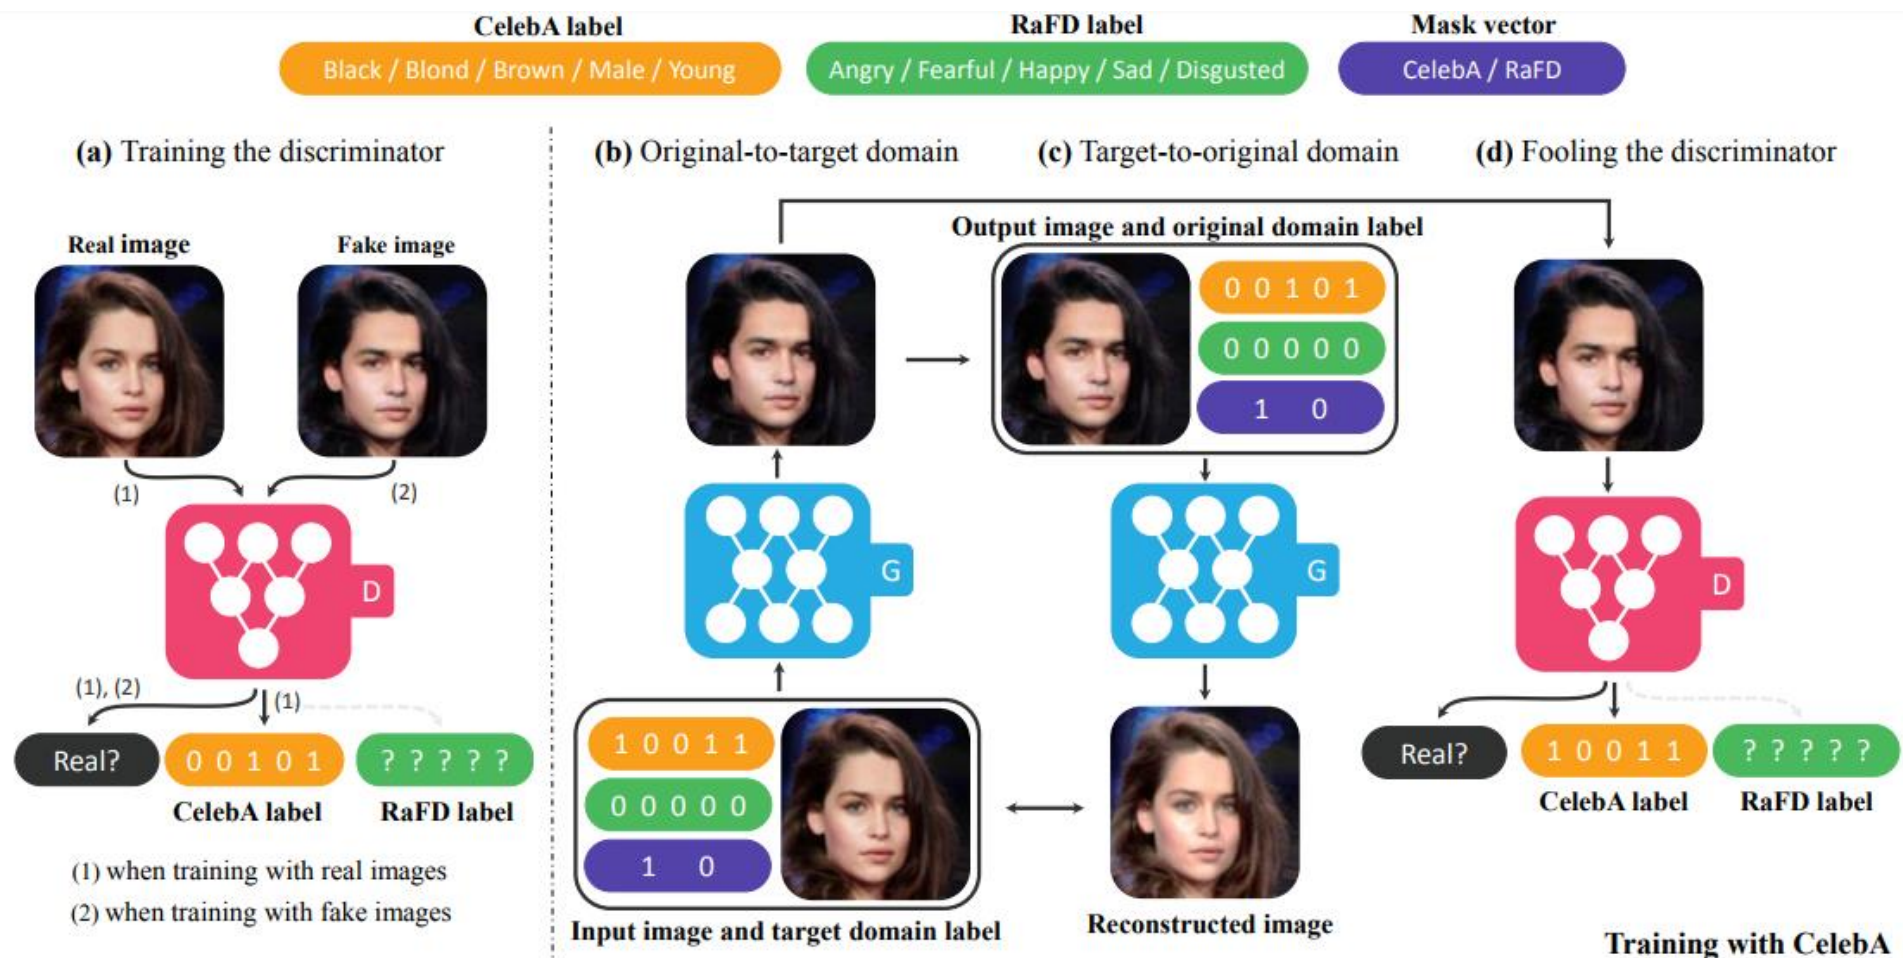 CelebA label
RaFD label
Mask vector
Black / Blond / Brown / Male / Young
Angry / Fearful / Happy / Sad / Disgusted
CelebA / RaFD
(a) Training the discriminator
(b) Original-to-target domain
(c) Target-to-original domain
(d) Fooling the discriminator
Real image
Fake image
(1)
(2)
D
(1), (2)
(1)
Real?
0 0 1 0 1
? ? ? ? ?
CelebA label
RaFD label
(1) when training with real images
(2) when training with fake images
Output image and original domain label
0 0 1 0 1
0 0 0 0 0
1 0
G
G
1 0 0 1 1
0 0 0 0 0
1 0
Input image and target domain label
Reconstructed image
D
Real?
1 0 0 1 1
? ? ? ? ?
CelebA label
RaFD label
Training with CelebA